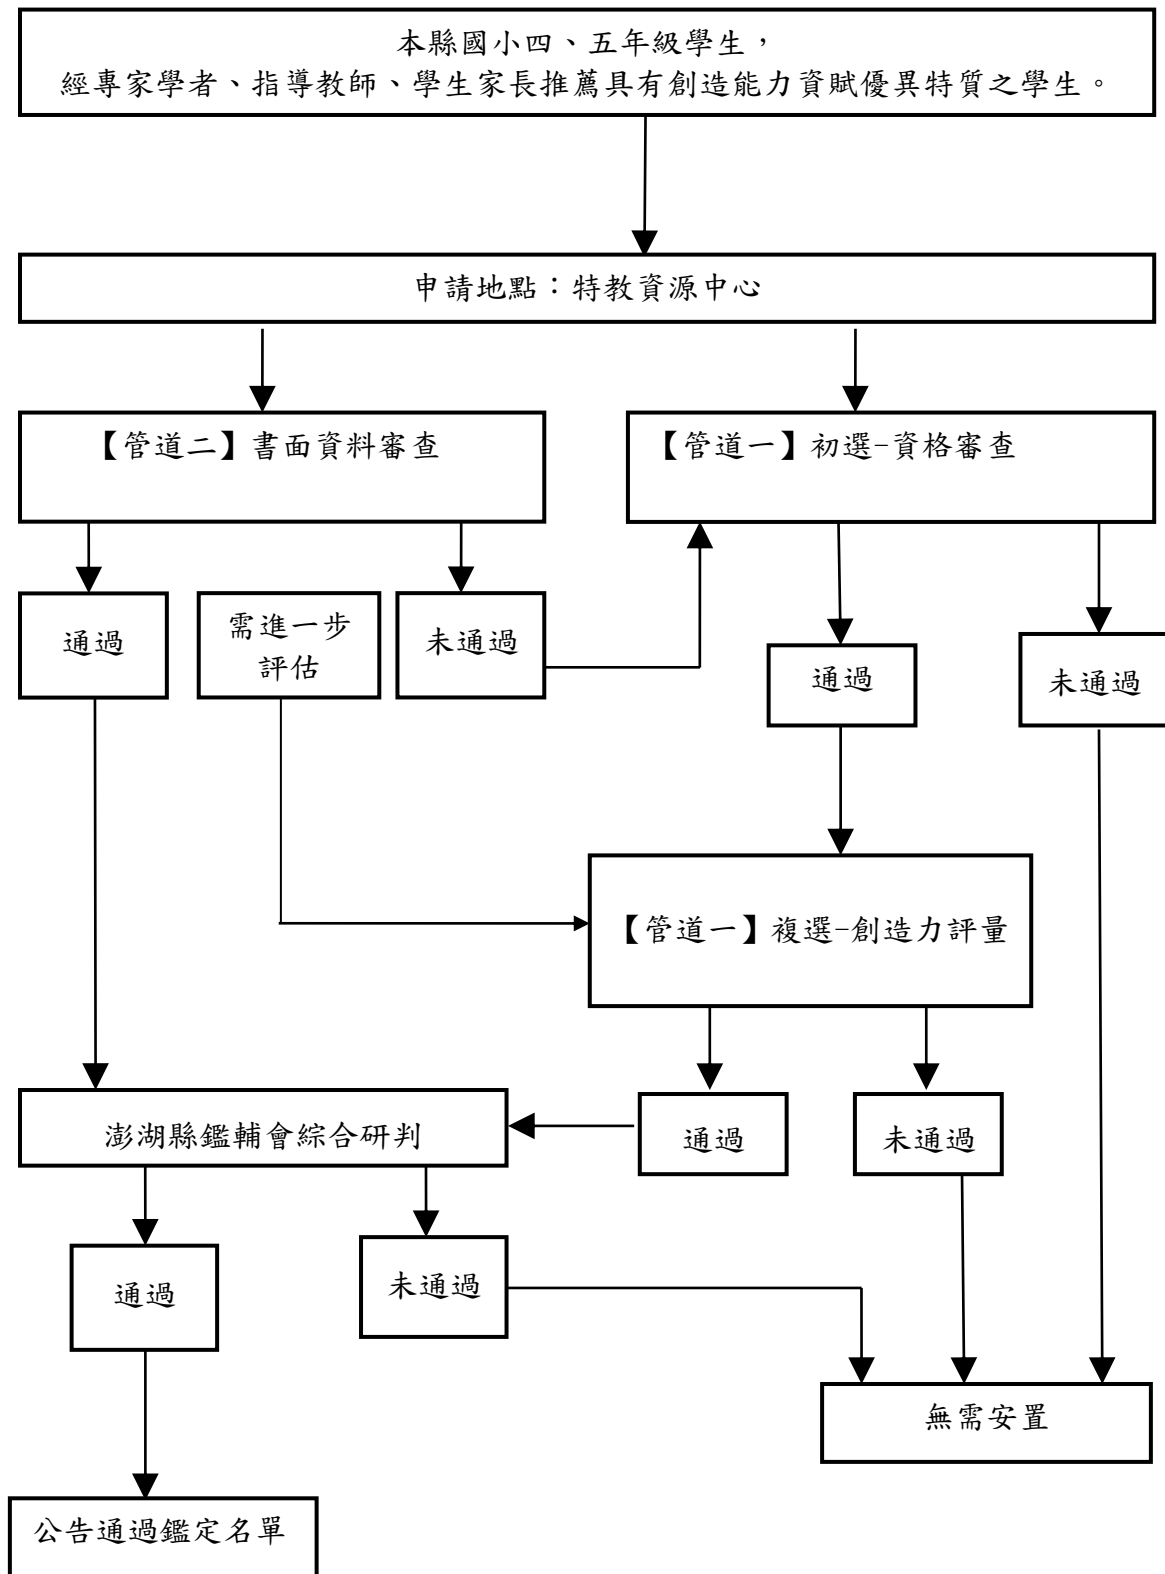 本縣國小四、五年級學生，
經專家學者、指導教師、學生家長推薦具有創造能力資賦優異特質之學生。
申請地點：特教資源中心
【管道二】書面資料審查
【管道一】初選-資格審查
通過
需進一步
評估
未通過
通過
未通過
【管道一】複選-創造力評量
澎湖縣鑑輔會綜合研判
通過
未通過
通過
未通過
無需安置
公告通過鑑定名單